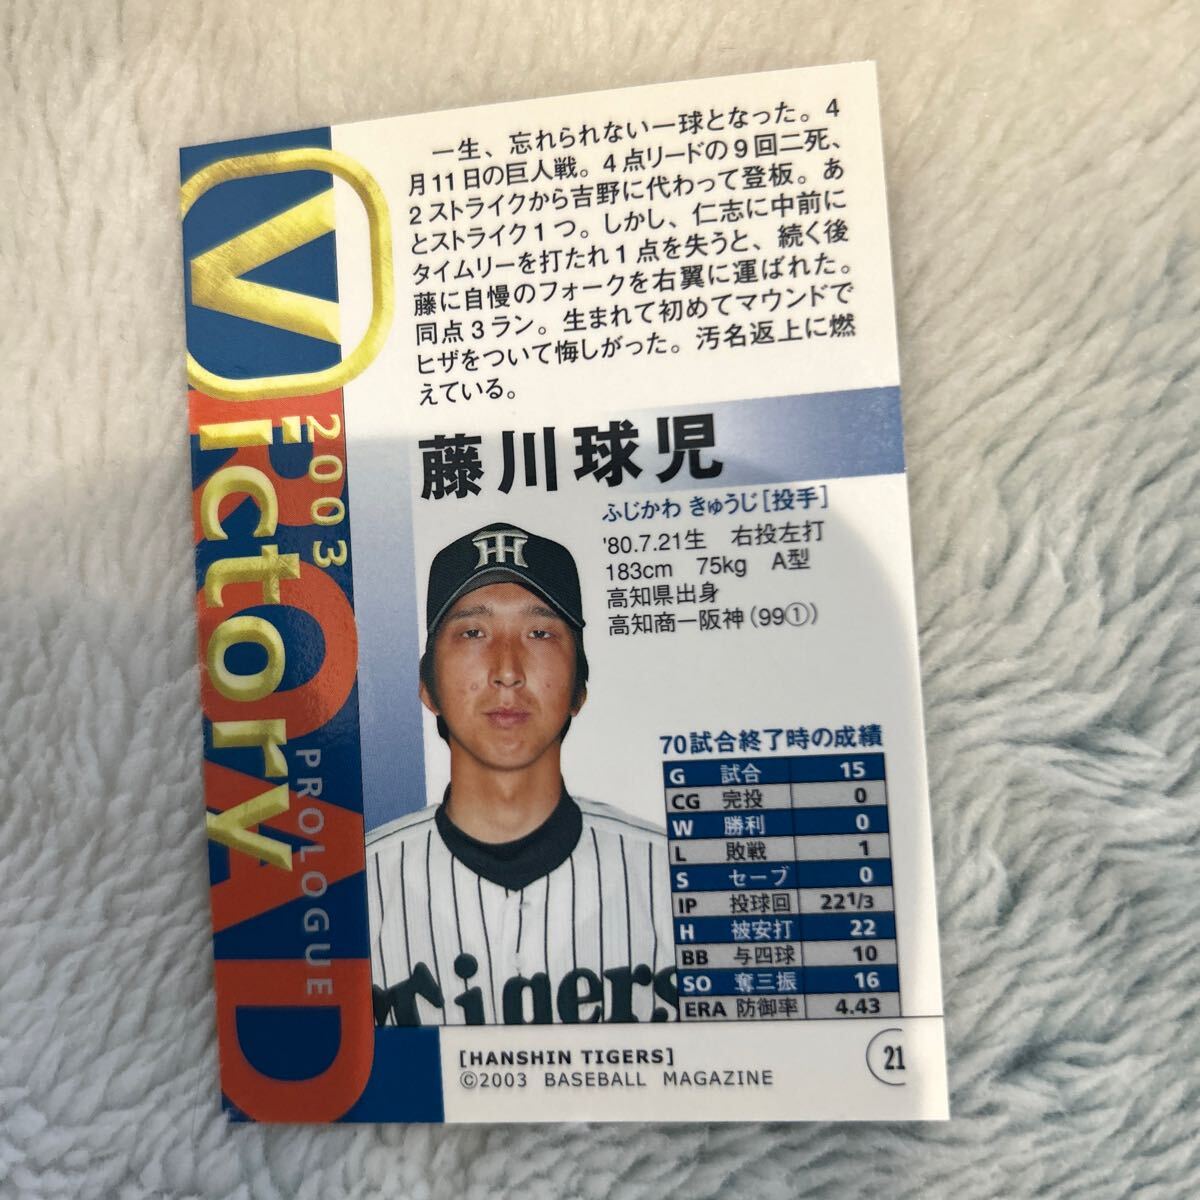 一生、忘れられない一球となった。4
月11日の巨人戦。4点リードの9回二死、
2ストライクから吉野に代わって登板。あ
とストライク1つ。しかし、仁志に中前に
タイムリーを打たれ1点を失うと、続く後
藤に自慢のフォークを右翼に運ばれた。
同点3ラン。生まれて初めてマウンドで
ヒザをついて悔しがった。汚名返上に燃
えている。
Victory
2003
ROAD
PROLOGUE
藤川球児
ふじかわ きゅうじ[投手]
'80.7.21生 右投左打
183cm 75kg A型
高知県出身
高知商ー阪神(99①)
TH
Tigers
70試合終了時の成績
G 試合 15
CG 完投 0
W 勝利 0
L 敗戦 1
S セーブ 0
IP 投球回 221/3
H 被安打 22
BB 与四球 10
SO 奪三振 16
ERA 防御率 4.43
[HANSHIN TIGERS]
©2003 BASEBALL MAGAZINE
21